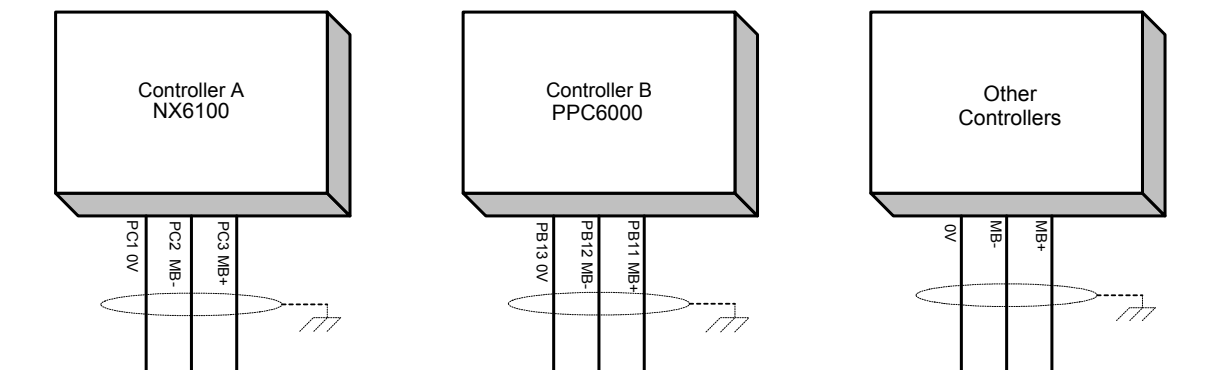 Controller A
NX6100
PC1 0V
PC2 MB-
PC3 MB+
Controller B
PPC6000
PB13 0V
PB12 MB-
PB11 MB+
Other
Controllers
0V
MB-
MB+